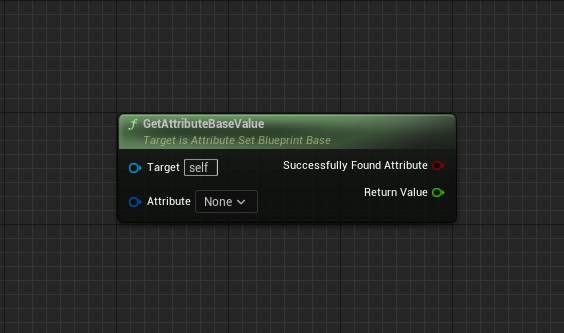 GetAttributeBaseValue
Target is Attribute Set Blueprint Base
Target self
Successfully Found Attribute
Return Value
Attribute None